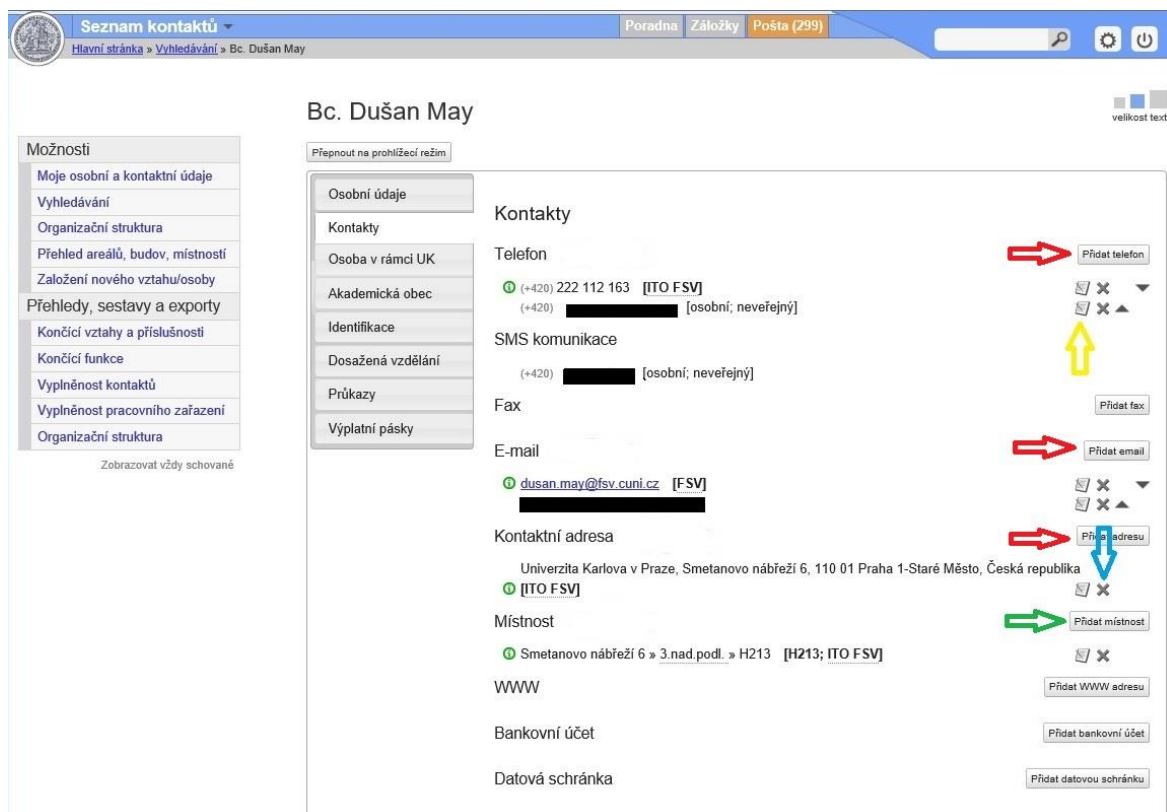 Seznam kontaktů
Poradna Záložky Pošta (299)
Hlavní stránka » Vyhledávání » Bc. Dušan May
Bc. Dušan May
velikost text
Přepnout na prohlížecí režim
Možnosti
Moje osobní a kontaktní údaje
Vyhledávání
Organizační struktura
Přehled areálů, budov, místností
Založení nového vztahu/osoby
Přehledy, sestavy a exporty
Končící vztahy a příslušnosti
Končící funkce
Vyplněnost kontaktů
Vyplněnost pracovního zařazení
Organizační struktura
Zobrazovat vždy schované
Osobní údaje
Kontakty
Osoba v rámci UK
Akademická obec
Identifikace
Dosažená vzdělání
Průkazy
Výplatní pásky
Kontakty
Telefon
Přidat telefon
(+420) 222 112 163 [ITO FSV]
(+420) [osobní; neveřejný]
SMS komunikace
(+420) [osobní; neveřejný]
Fax
Přidat fax
E-mail
Přidat email
dusan.may@fsv.cuni.cz [FSV]
Kontaktní adresa
Přidat adresu
Univerzita Karlova v Praze, Smetanovo nábřeží 6, 110 01 Praha 1-Staré Město, Česká republika
[ITO FSV]
Místnost
Přidat místnost
Smetanovo nábřeží 6 » 3.nad.podl. » H213 [H213; ITO FSV]
WWW
Přidat WWW adresu
Bankovní účet
Přidat bankovní účet
Datová schránka
Přidat datovou schránku